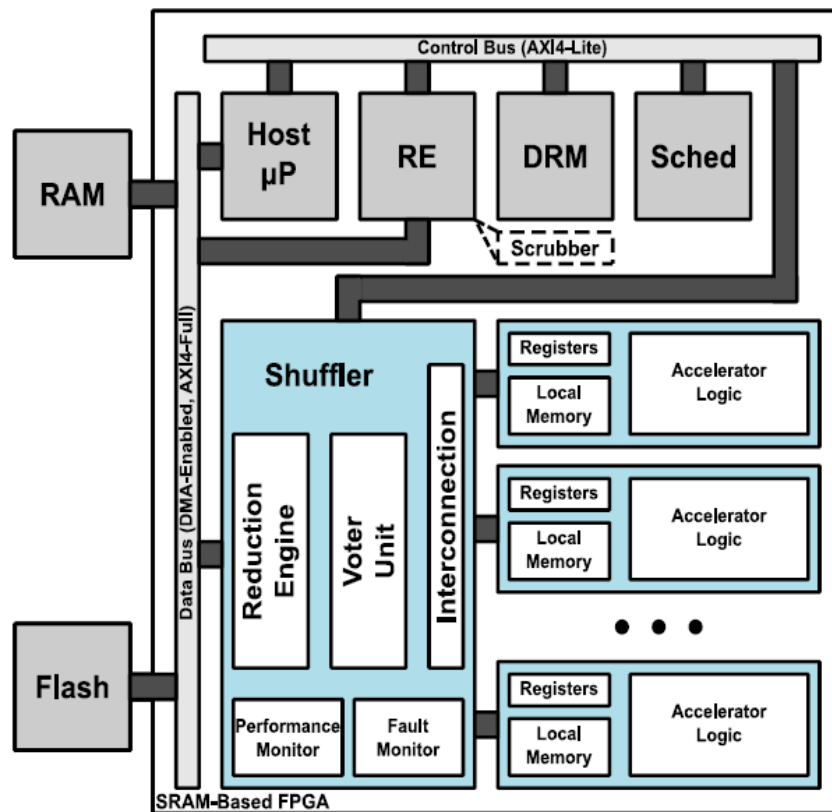 Control Bus (AXI4-Lite)
RAM
Host
µP
RE
DRM
Sched
Scrubber
Data Bus (DMA-Enabled, AXI4-Full)
Shuffler
Reduction
Engine
Voter
Unit
Interconnection
Performance
Monitor
Fault
Monitor
Registers
Local
Memory
Accelerator
Logic
Registers
Local
Memory
Accelerator
Logic
Registers
Local
Memory
Accelerator
Logic
Flash
SRAM-Based FPGA